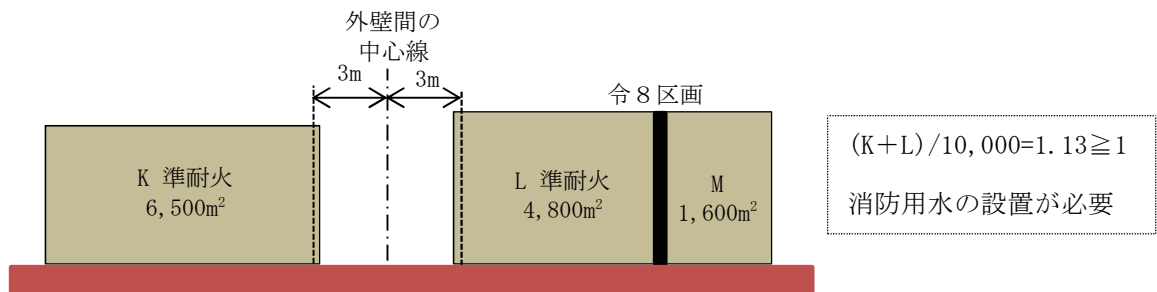 外壁間の
中心線
3m
3m
令8区画
K 準耐火
6,500m²
L 準耐火
4,800m²
M
1,600m²
(K+L)/10,000=1.13≧1
消防用水の設置が必要